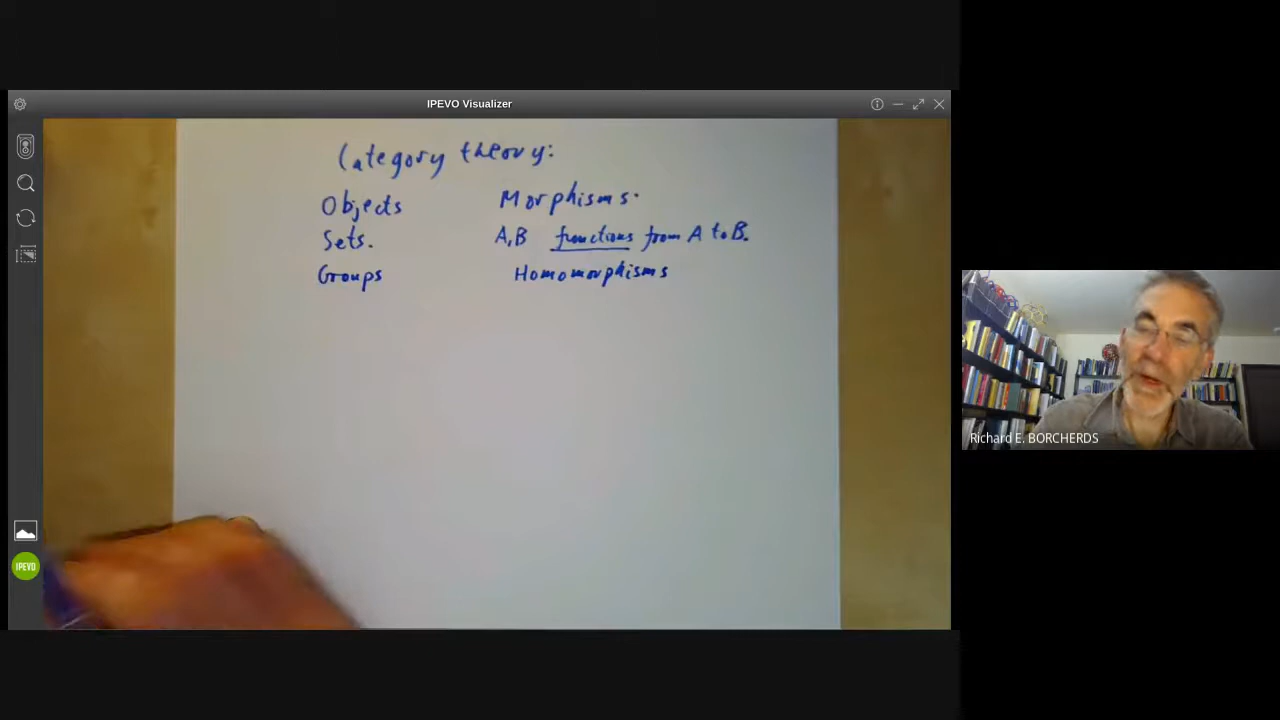 IPEVO Visualizer
Category theory:
Objects Morphisms.
Sets. A,B functions from A to B.
Groups Homomorphisms
IPEVO
Richard E. BORCHERDS